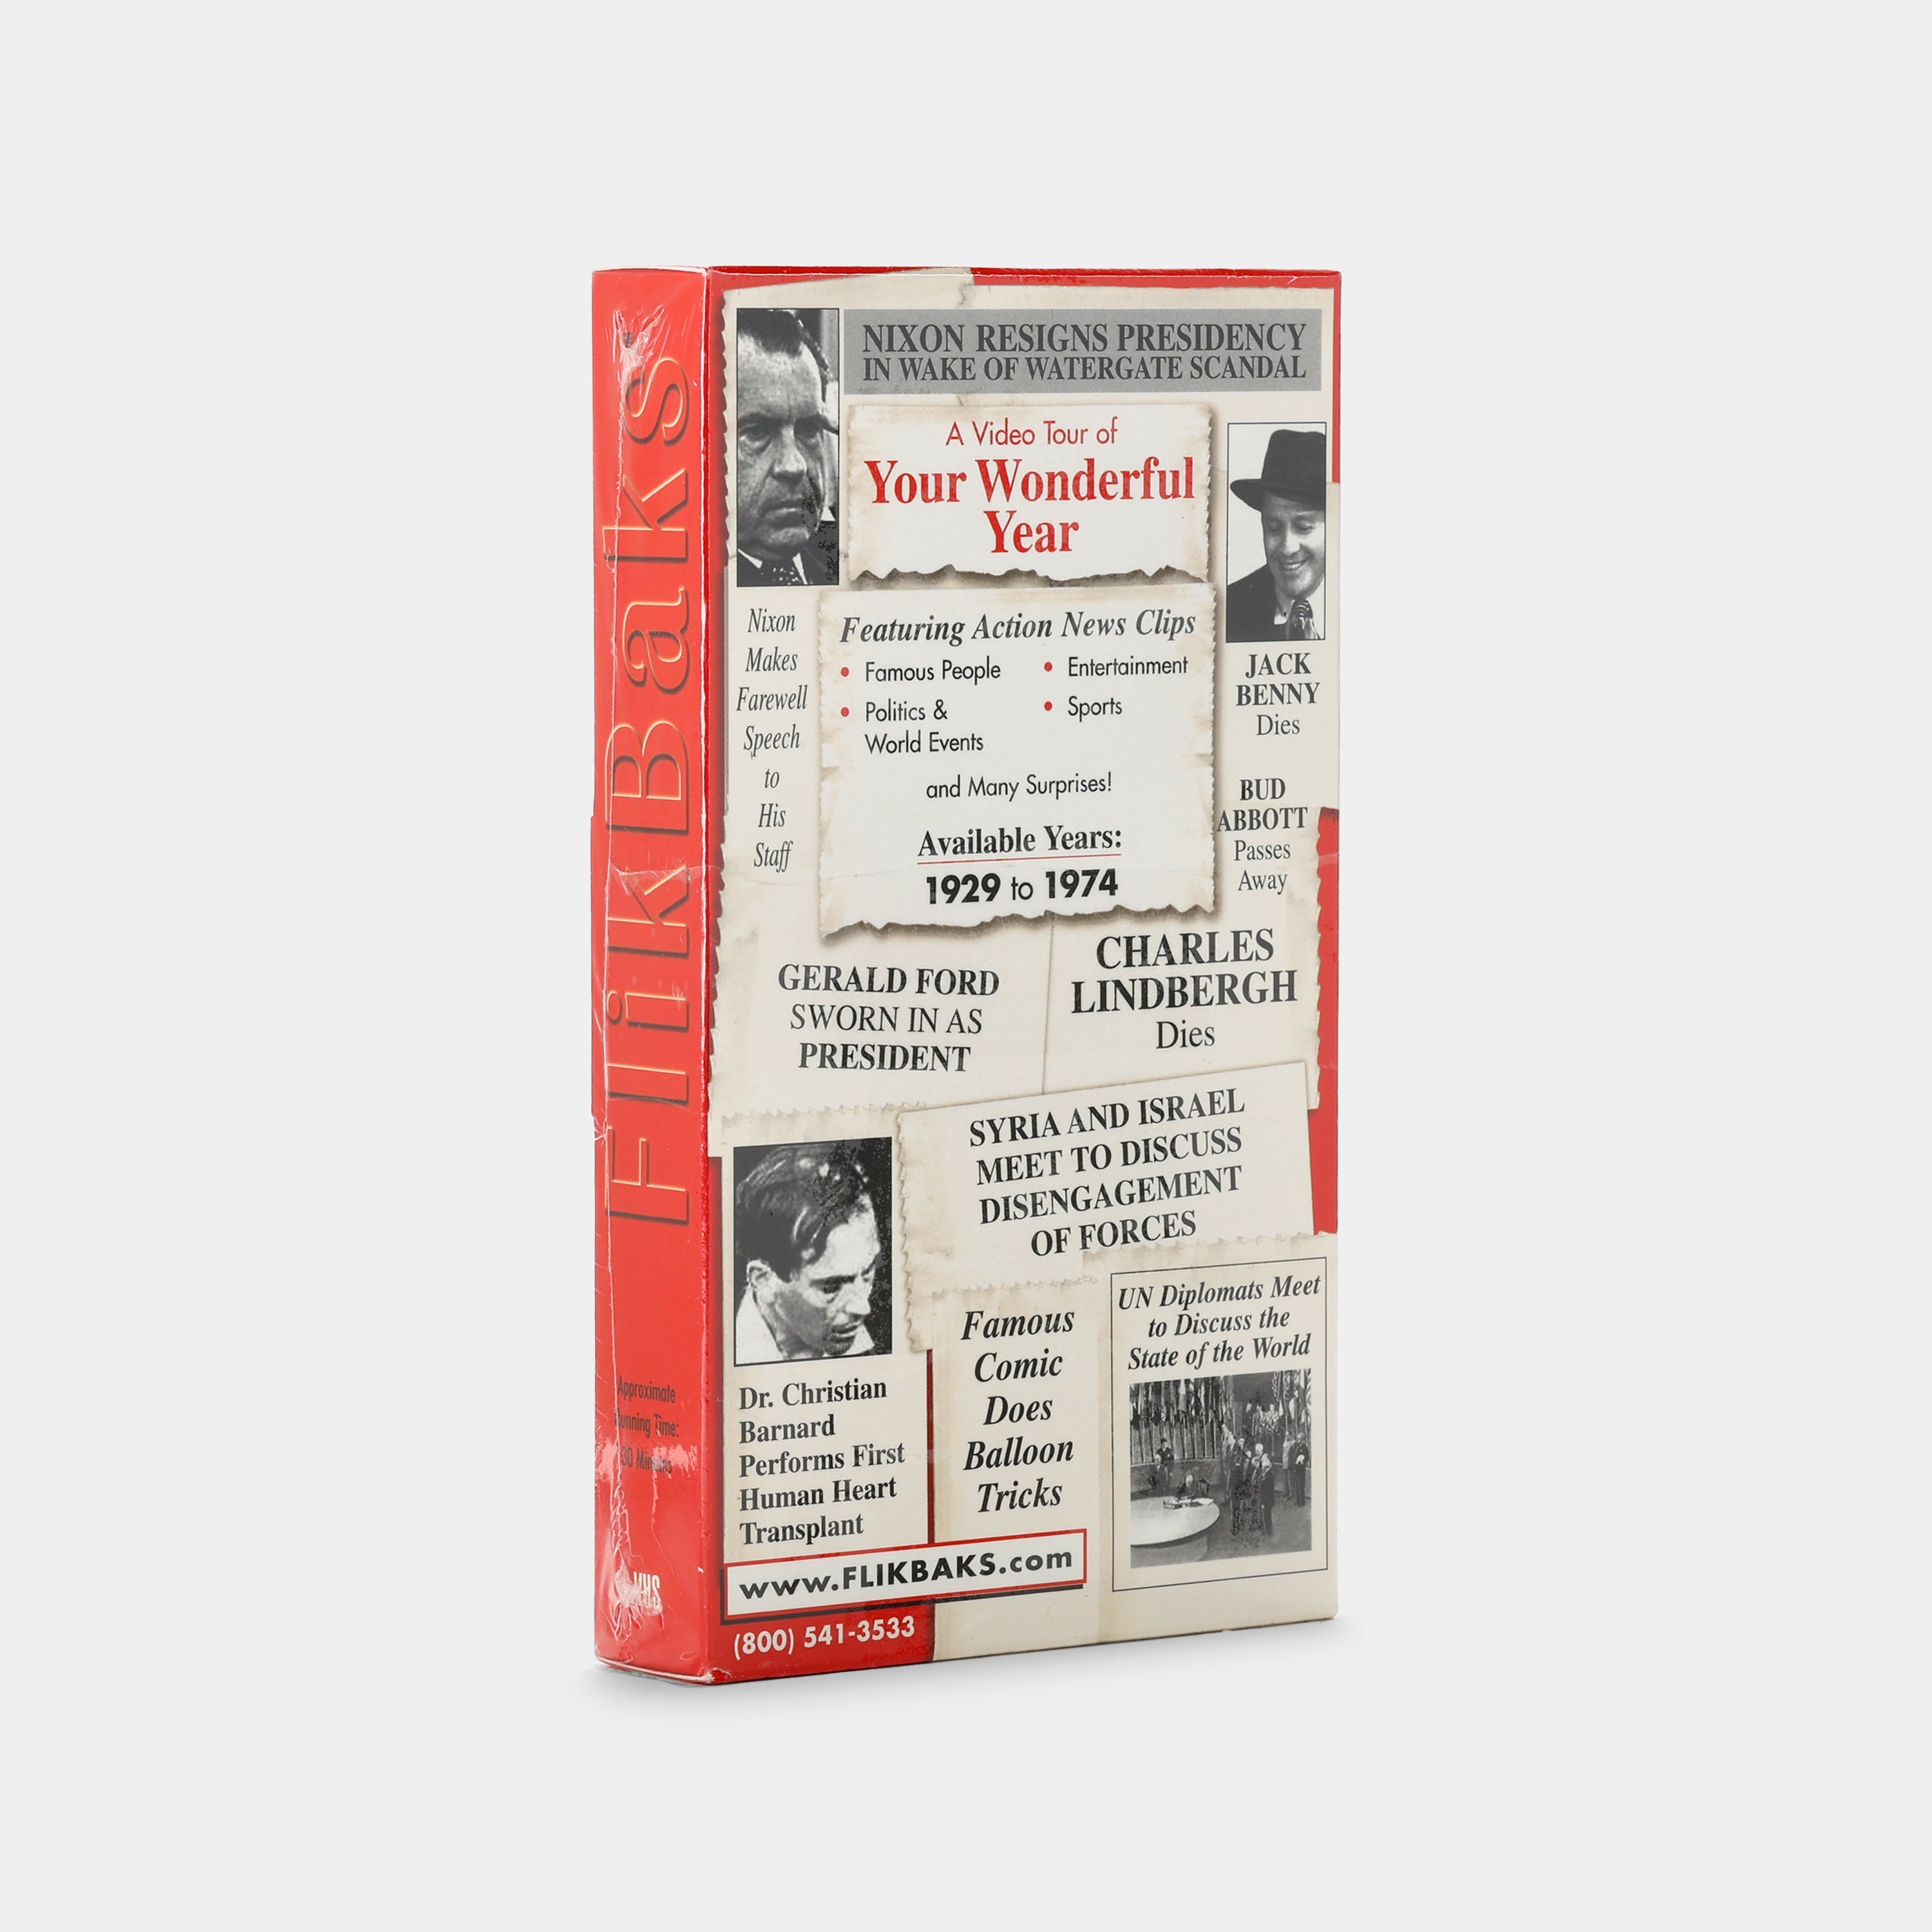 FlikBaks
Approximate
Running Time:
30 Minutes
VHS
NIXON RESIGNS PRESIDENCY
IN WAKE OF WATERGATE SCANDAL
A Video Tour of
Your Wonderful
Year
Nixon
Makes
Farewell
Speech
to
His
Staff
Featuring Action News Clips
• Famous People
• Politics &
World Events
• Entertainment
• Sports
and Many Surprises!
Available Years:
1929 to 1974
JACK
BENNY
Dies
BUD
ABBOTT
Passes
Away
GERALD FORD
SWORN IN AS
PRESIDENT
CHARLES
LINDBERGH
Dies
SYRIA AND ISRAEL
MEET TO DISCUSS
DISENGAGEMENT
OF FORCES
Dr. Christian
Barnard
Performs First
Human Heart
Transplant
Famous
Comic
Does
Balloon
Tricks
UN Diplomats Meet
to Discuss the
State of the World
www.FLIKBAKS.com
(800) 541-3533